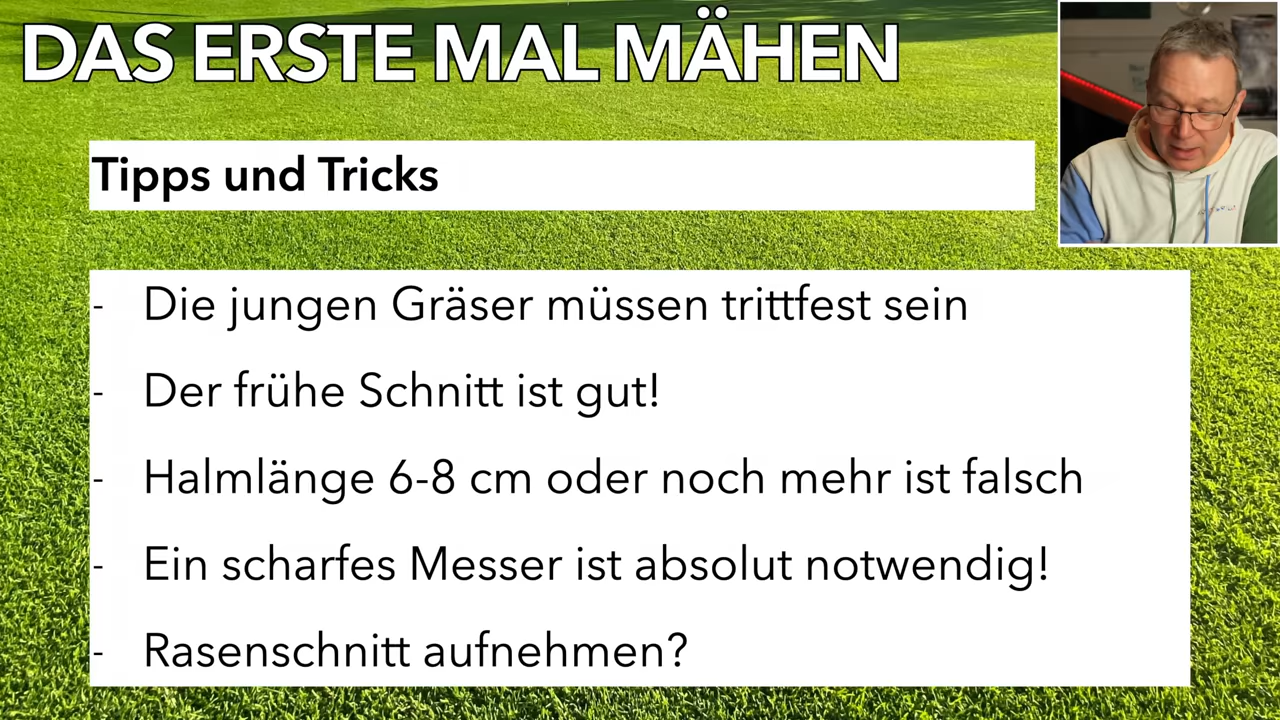 DAS ERSTE MAL MÄHEN
Tipps und Tricks
- Die jungen Gräser müssen trittfest sein
- Der frühe Schnitt ist gut!
- Halmlänge 6-8 cm oder noch mehr ist falsch
- Ein scharfes Messer ist absolut notwendig!
- Rasenschnitt aufnehmen?